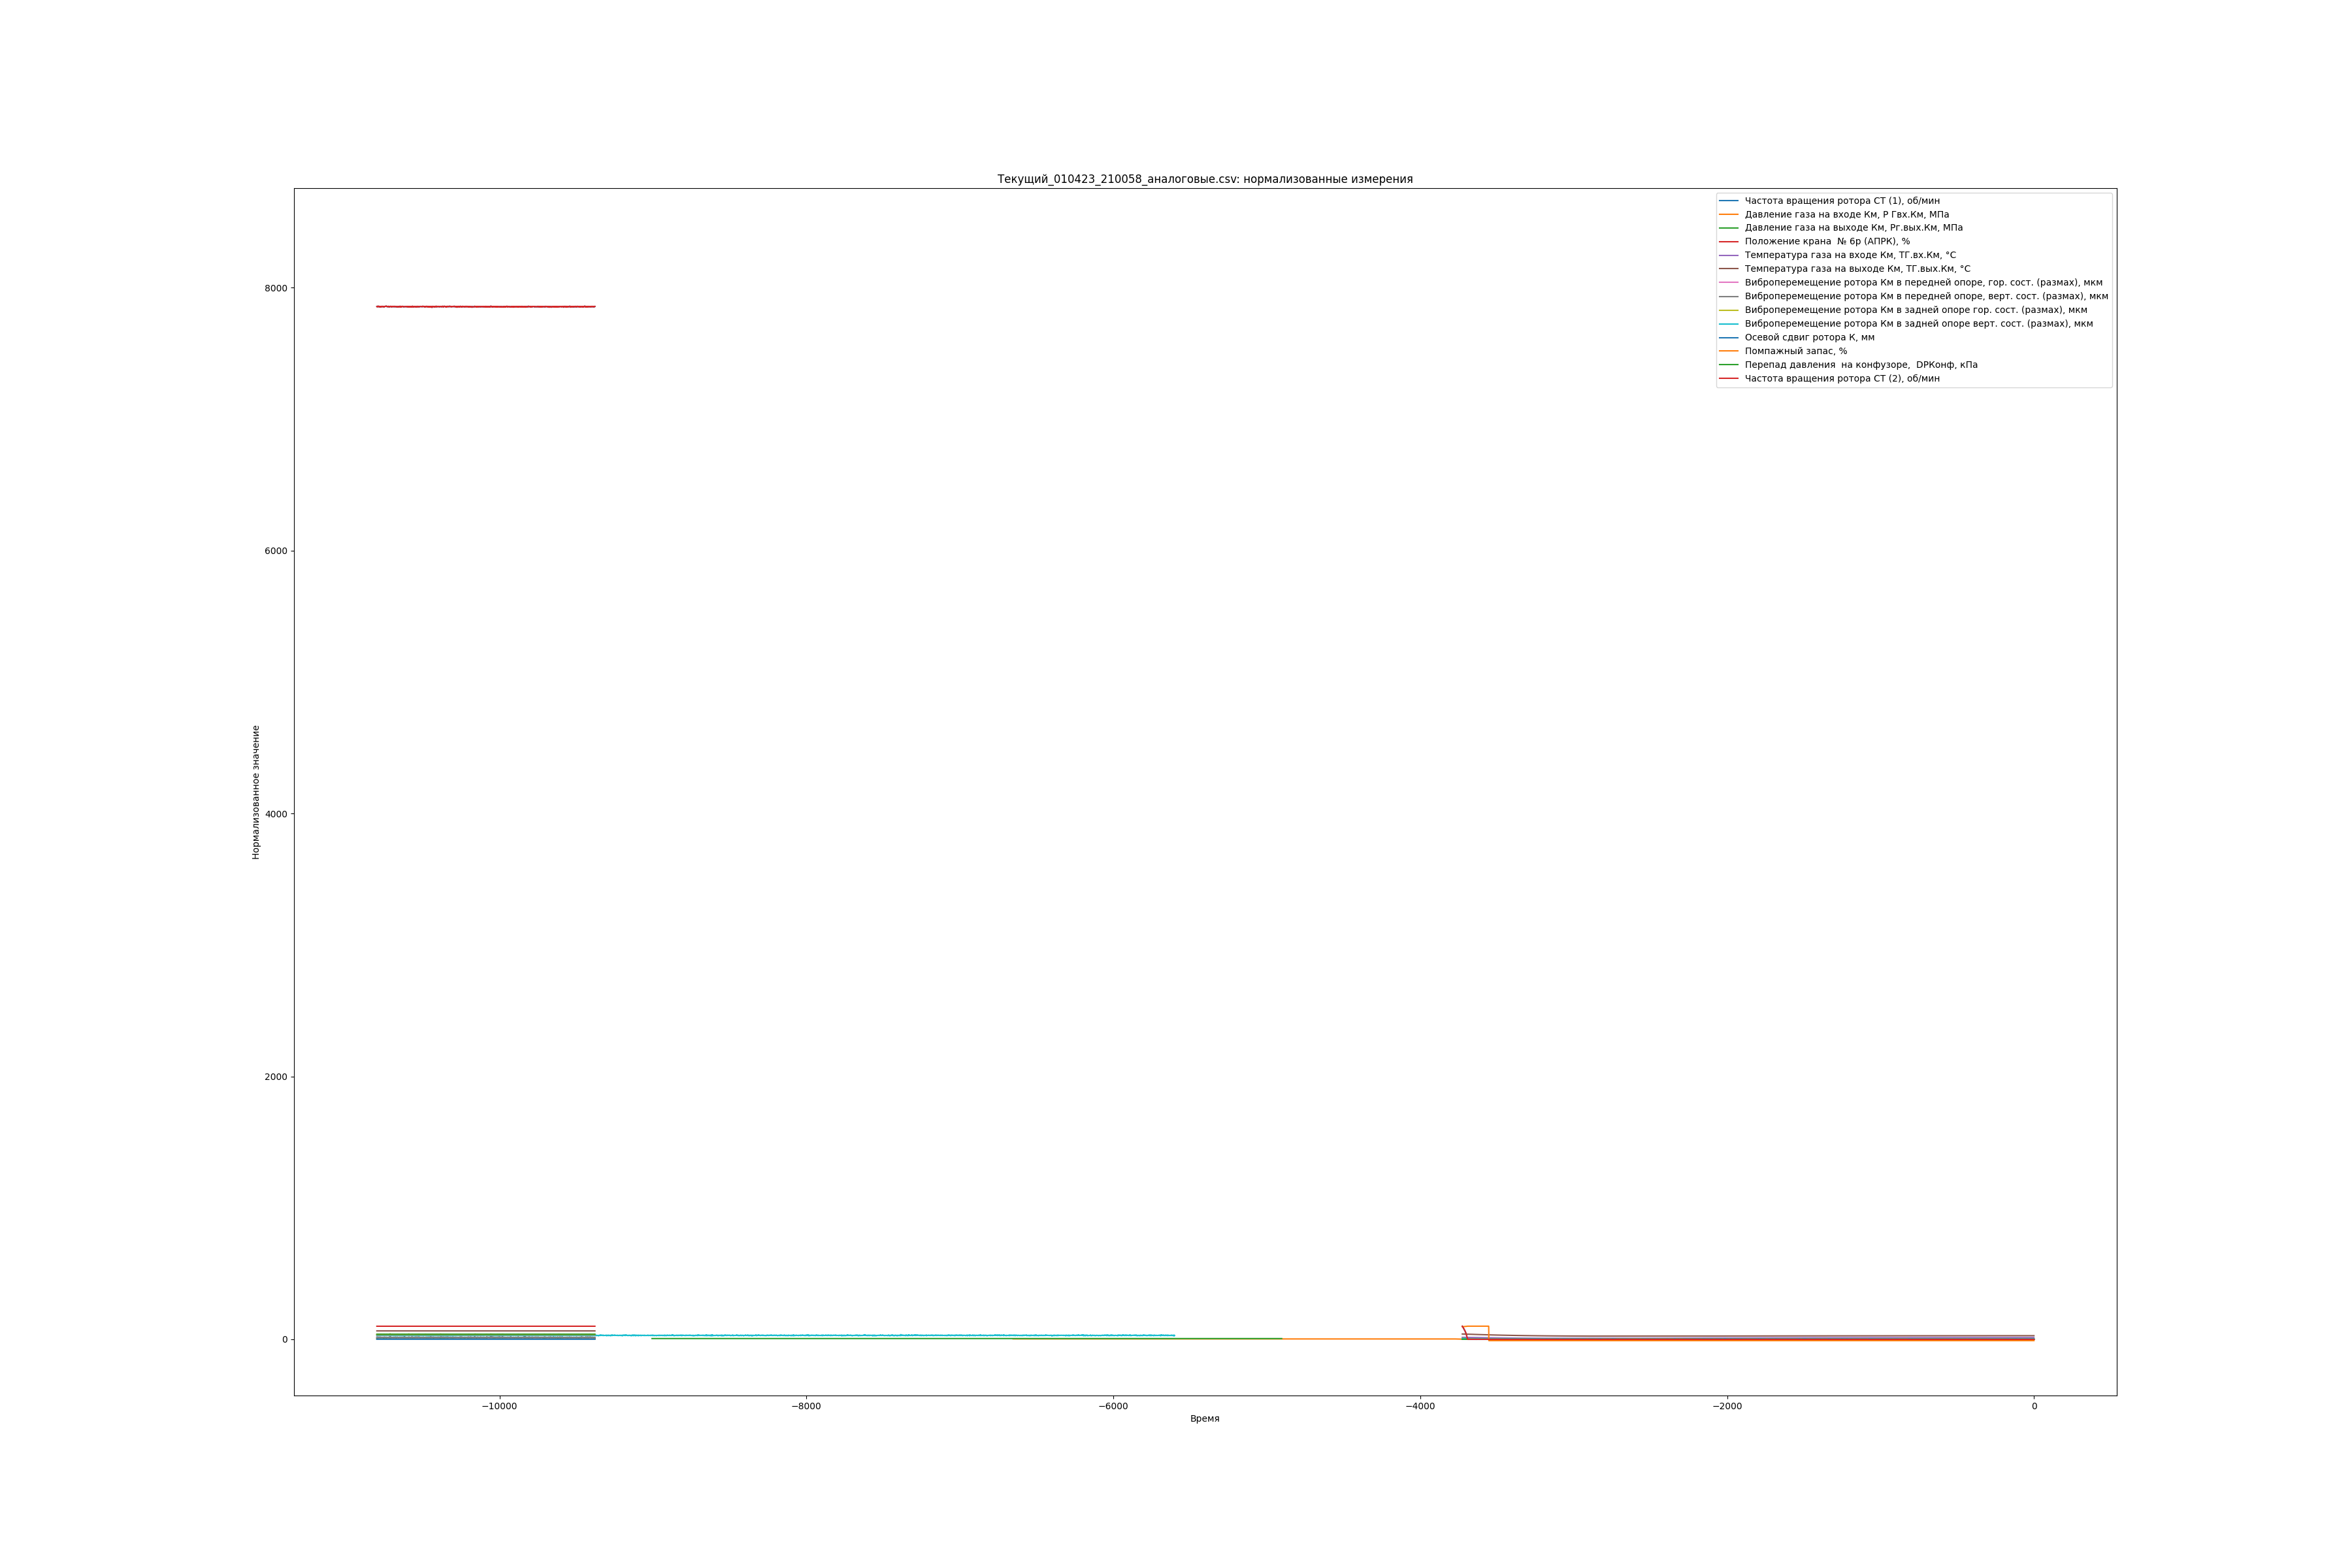 Текущий_010423_210058_аналоговые.csv: нормализованные измерения
Частота вращения ротора СТ (1), об/мин
Давление газа на входе Км, Р Гвх.Км, МПа
Давление газа на выходе Км, Рг.вых.Км, МПа
Положение крана  № 6р (АПРК), %
Температура газа на входе Км, ТГ.вх.Км, °С
Температура газа на выходе Км, ТГ.вых.Км, °С
Виброперемещение ротора Км в передней опоре, гор. сост. (размах), мкм
Виброперемещение ротора Км в передней опоре, верт. сост. (размах), мкм
Виброперемещение ротора Км в задней опоре гор. сост. (размах), мкм
Виброперемещение ротора Км в задней опоре верт. сост. (размах), мкм
Осевой сдвиг ротора К, мм
Помпажный запас, %
Перепад давления  на конфузоре,  DPКонф, кПа
Частота вращения ротора СТ (2), об/мин
8000
6000
4000
2000
0
Нормализованное значение
−10000 −8000 −6000 −4000 −2000 0
Время